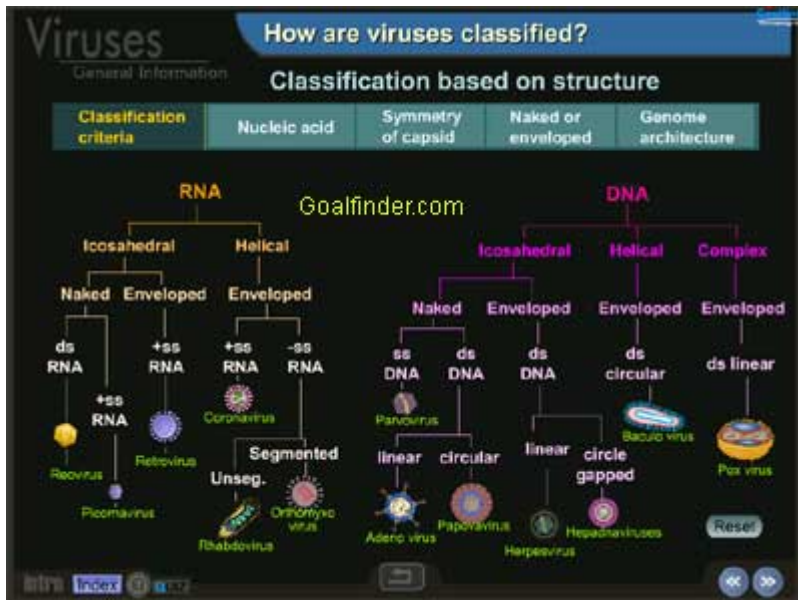 Viruses
General Information
How are viruses classified?
Classification based on structure
Classification criteria
Nucleic acid
Symmetry of capsid
Naked or enveloped
Genome architecture
RNA
Goalfinder.com
DNA
Icosahedral Helical
Icosahedral Helical Complex
Naked Enveloped Enveloped
Naked Enveloped Enveloped Enveloped
ds RNA
+ss RNA
+ss RNA
+ss RNA
-ss RNA
ss DNA
ds DNA
ds DNA
ds circular
ds linear
Reovirus
Picornavirus
Retrovirus
Coronavirus
Unseg.
Segmented
Rhabdovirus
Orthomyxo virus
Parvovirus
linear circular
Adeno virus
Papovavirus
linear
circle gapped
Herpesvirus
Hepadnaviruses
Baculo virus
Pox virus
Reset
Intro
Index